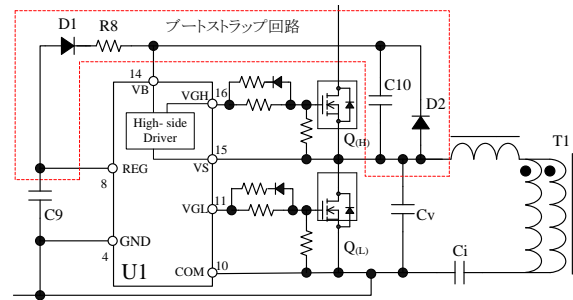 D1
R8
ブートストラップ回路
14
VB
VGH
16
C10
D2
High- side
Driver
Q(H)
T1
15
VS
REG
8
VGL
11
C9
Cv
GND
4
Q(L)
Ci
U1
COM
10